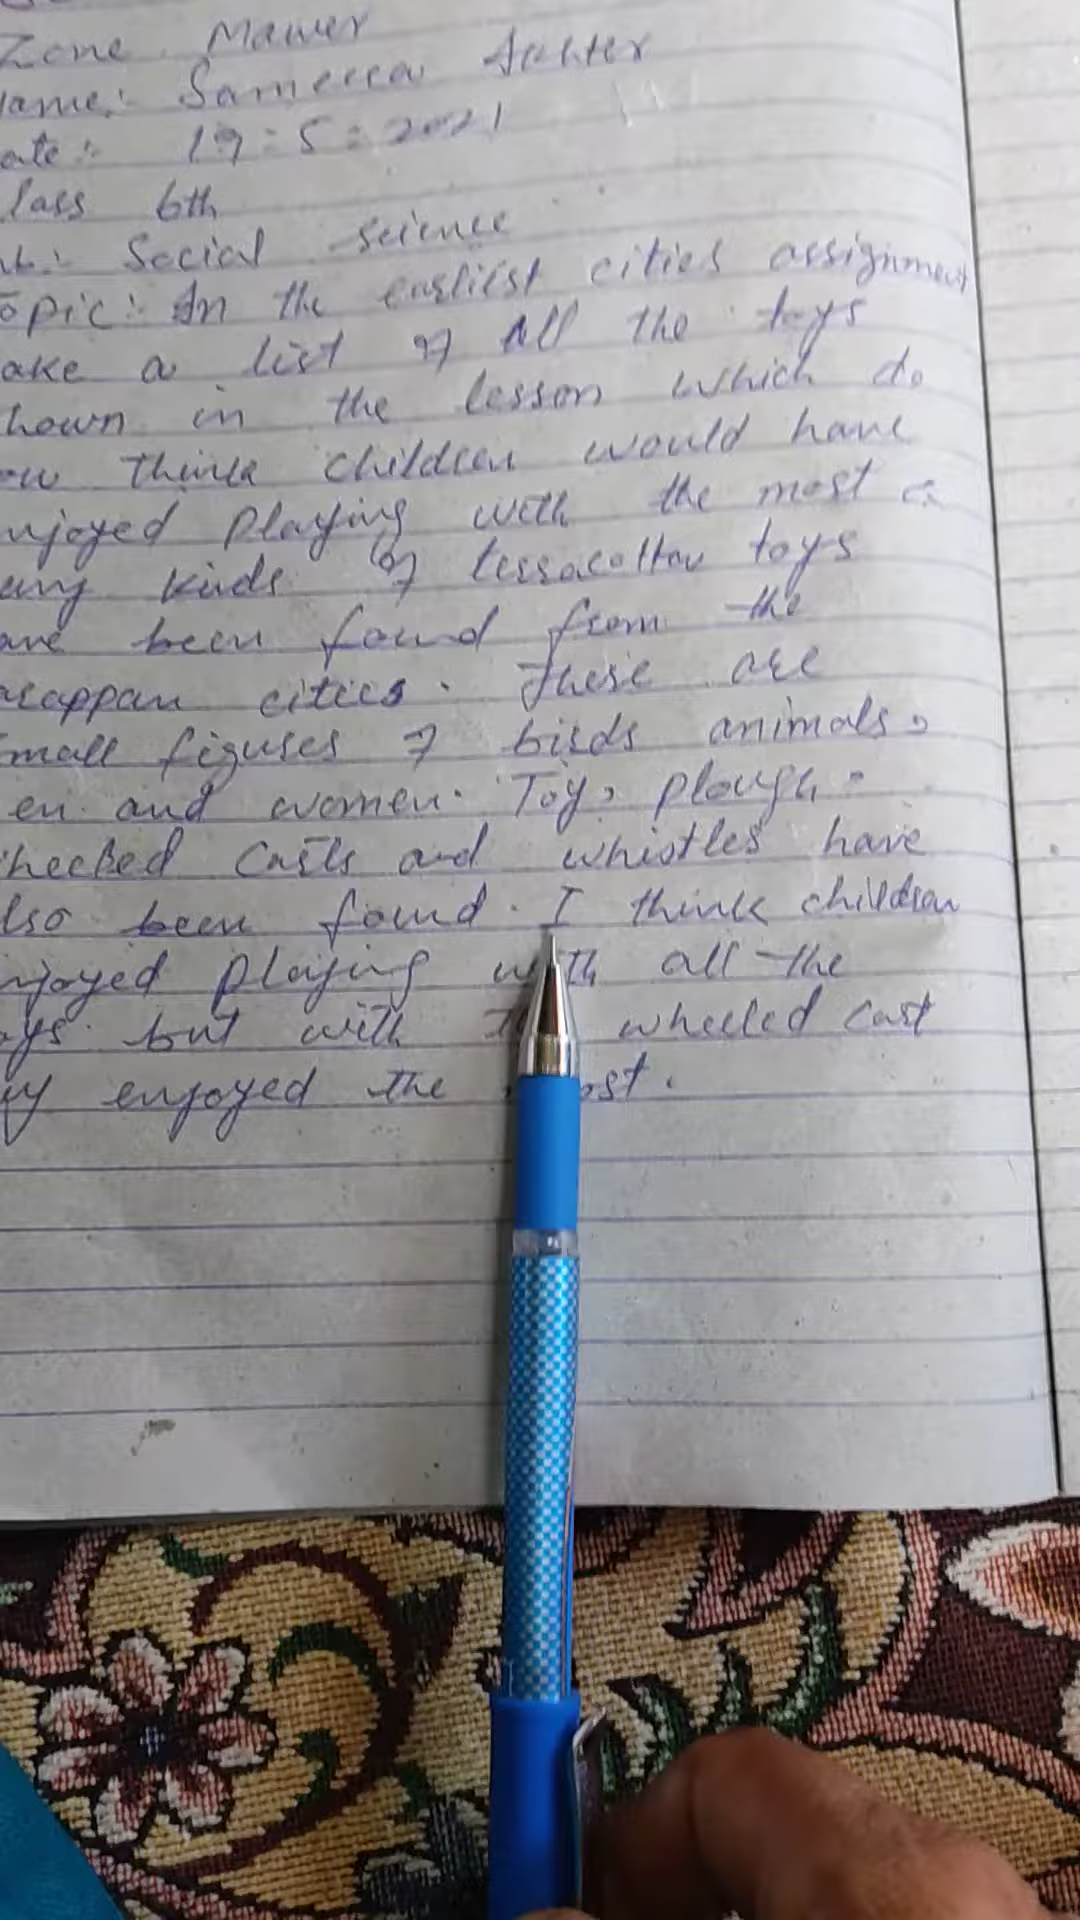 Zone Mawer
ame:- Sameera Akhter
ate:- 19-5-2021
lass 6th
ub:- Social science
opic:- In the earliest cities assignment
ake a list of all the toys
hown in the lesson which do
ou think children would have
njoyed playing with the most
any kinds of terracotta toys
ave been found from the
arappan cities. These are
mall figures of birds animals,
en and women. Toy, plough
heeled carts and whistles have
lso been found. I think children
njoyed playing with all the
oys but with wheeled cart
ey enjoyed the ost.